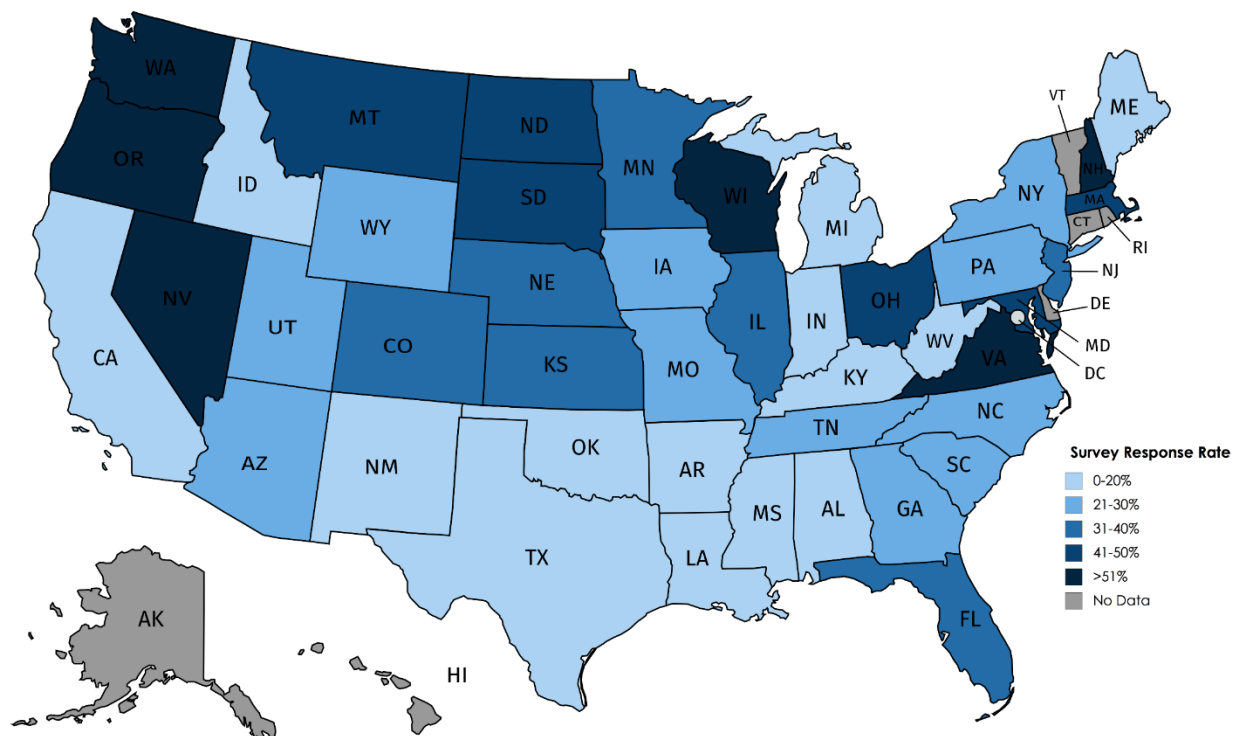 WA
MT
ND
MN
VT
ME
OR
ID
SD
WI
NH
NY
MA
WY
MI
CT
RI
IA
PA
NE
NJ
NV
OH
IL
IN
DE
UT
CO
WV
MD
CA
KS
MO
KY
VA
DC
NC
TN
OK
AZ
NM
AR
SC
MS
AL
GA
TX
LA
FL
AK
HI
Survey Response Rate
0-20%
21-30%
31-40%
41-50%
>51%
No Data